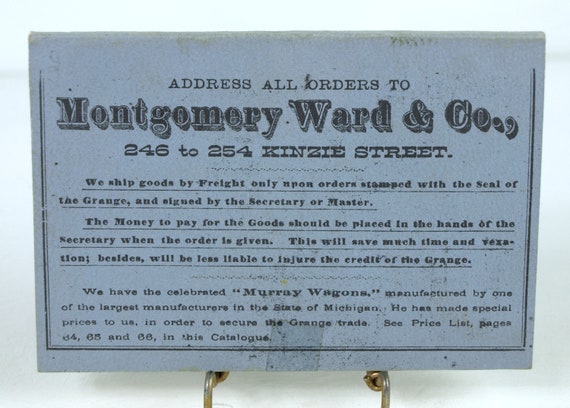 ADDRESS ALL ORDERS TO
Montgomery Ward & Co.,
246 to 254 KINZIE STREET.
We ship goods by Freight only upon orders stamped with the Seal of
the Grange, and signed by the Secretary or Master.
The Money to pay for the Goods should be placed in the hands of the
Secretary when the order is given. This will save much time and vexa-
tion; besides, will be less liable to injure the credit of the Grange.
We have the celebrated "Murray Wagons," manufactured by one
of the largest manufacturers in the State of Michigan. He has made special
prices to us, in order to secure the Grange trade. See Price List, pages
64, 65 and 66, in this Catalogue.